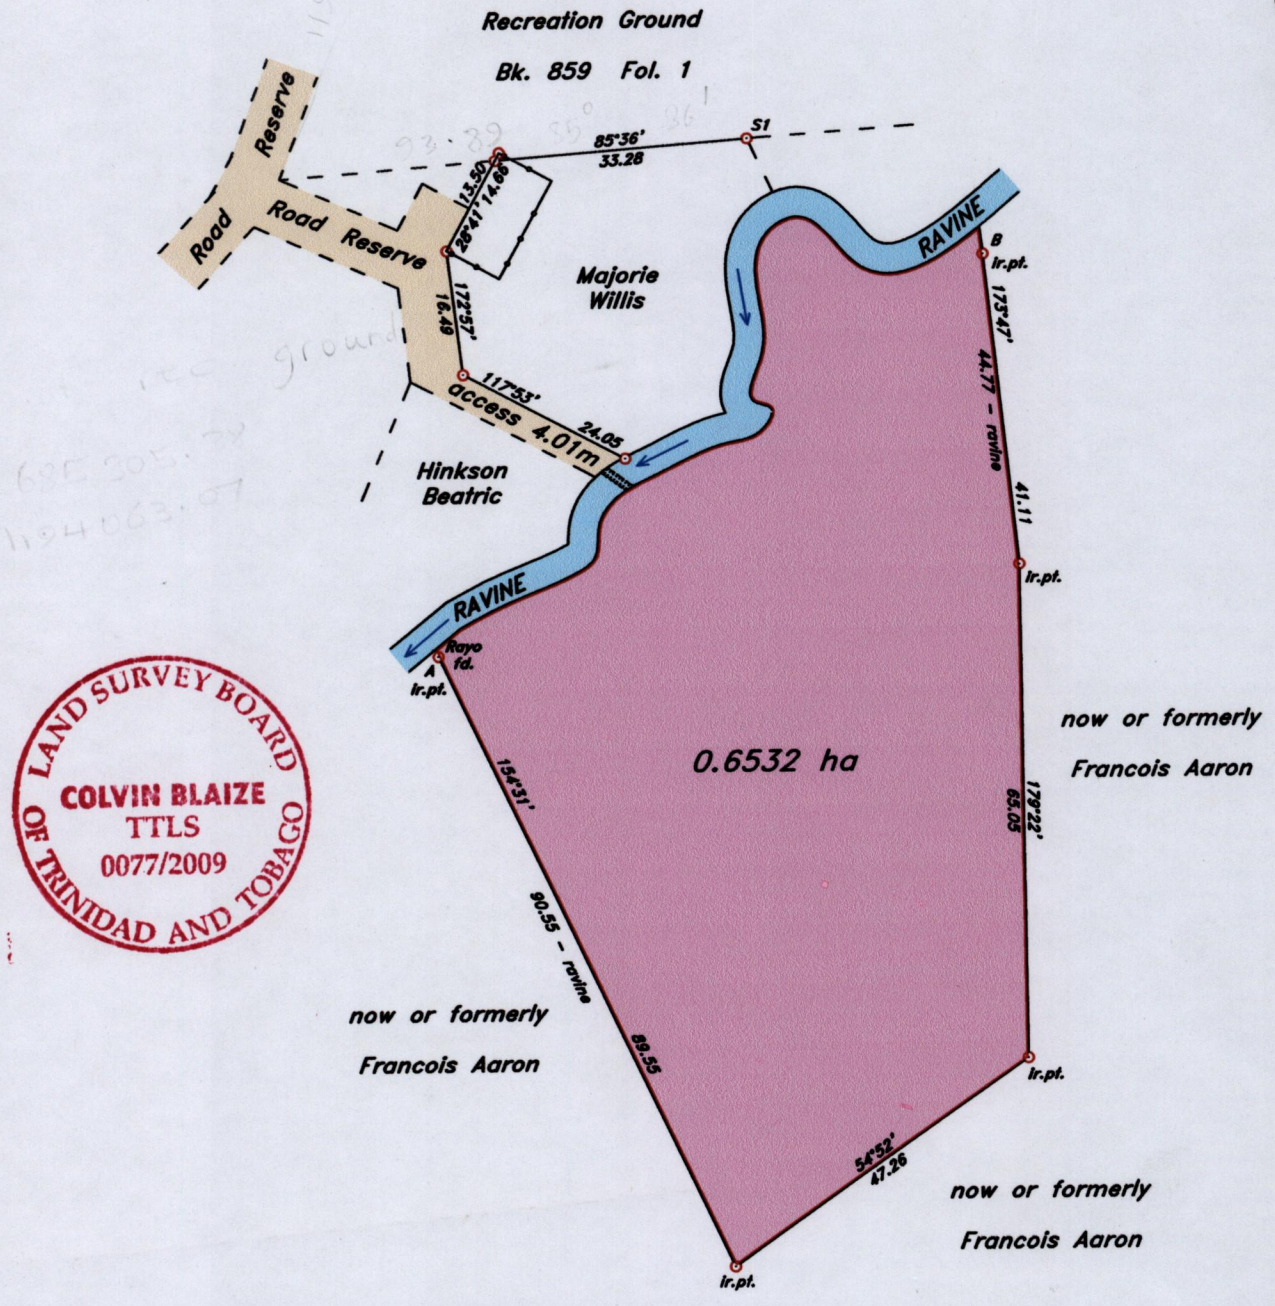 Recreation Ground
Bk. 859 Fol. 1
Reserve
Road
Road Reserve
93.89
85°36'
33.28
S1
13.50
28°41' 14.66
RAVINE
B
ir.pt.
Majorie
Willis
172°57'
16.49
ground
117°53'
24.05
access 4.01m
Hinkson
Beatric
173°47'
44.77 - ravine
41.11
ir.pt.
RAVINE
Rayo
fd.
A
ir.pt.
LAND SURVEY BOARD
COLVIN BLAIZE
TTLS
0077/2009
OF TRINIDAD AND TOBAGO
0.6532 ha
now or formerly
Francois Aaron
154°31'
179°22'
65.05
90.55 - ravine
89.55
now or formerly
Francois Aaron
ir.pt.
54°52'
47.26
now or formerly
Francois Aaron
ir.pt.